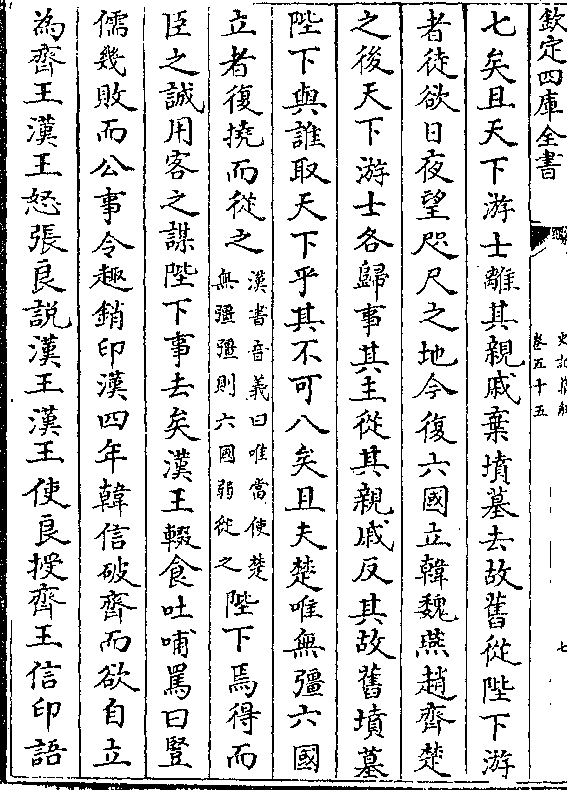 欽定四庫全書
史記集解
卷五十五
七
七矣且天下游士離其親戚棄墳墓去故舊從陛下游
者徒欲日夜望咫尺之地今復六國立韓魏燕趙齊楚
之後天下游士各歸事其主從其親戚反其故舊墳墓
陛下與誰取天下乎其不可八矣且夫楚唯無彊六國
立者復撓而從之漢書音義曰唯當使楚無彊彊則六國弱從之陛下焉得而
臣之誠用客之謀陛下事去矣漢王輟食吐哺罵曰豎
儒幾敗而公事令趣銷印漢四年韓信破齊而欲自立
為齊王漢王怒張良説漢王漢王使良授齊王信印語